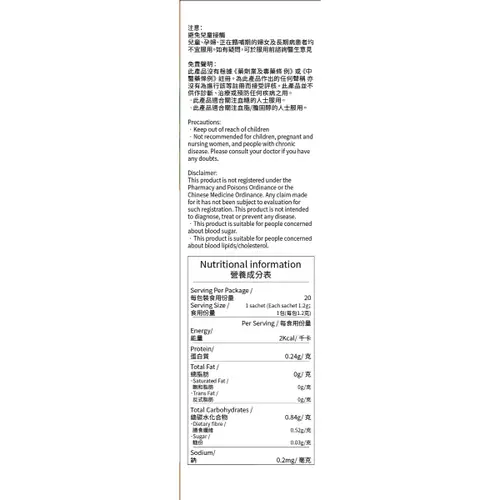 注意：
避免兒童接觸
兒童、孕婦、正在餵哺期的婦女及長期病患者均
不宜服用。如有疑問，可於服用前諮詢醫生意見
免責聲明：
此產品沒有根據《藥劑業及毒藥條例》或《中
醫藥條例》註冊。為此產品作出的任何聲稱亦
沒有為進行該等註冊而接受評核。此產品並不
供作診斷、治療或預防任何疾病之用。
·此產品適合關注血糖的人士服用。
·此產品適合關注血脂/膽固醇的人士服用。
Precautions:
· Keep out of reach of children
· Not recommended for children, pregnant and
nursing women, and people with chronic
disease. Please consult your doctor if you have
any doubts.
Disclaimer:
This product is not registered under the
Pharmacy and Poisons Ordinance or the
Chinese Medicine Ordinance. Any claim made
for it has not been subject to evaluation for
such registration. This product is not intended
to diagnose, treat or prevent any disease.
· This product is suitable for people concerned
about blood sugar.
· This product is suitable for people concerned
about blood lipids/cholesterol.
Nutritional information
營養成分表
Serving Per Package /
每包裝食用份量 20
Serving Size / 1 sachet (Each sachet 1.2g;
食用份量 1包(每包1.2克)
Per Serving / 每食用份量
Energy/
能量 2Kcal/ 千卡
Protein/
蛋白質 0.24g/ 克
Total Fat /
總脂肪 0g/ 克
·Saturated Fat /
飽和脂肪 0g/克
·Trans Fat /
反式脂肪 0g/克
Total Carbohydrates /
總碳水化合物 0.84g/ 克
·Dietary fibre /
膳食纖維 0.52g/克
·Sugar /
糖份 0.03g/克
Sodium/
鈉 0.2mg/ 毫克